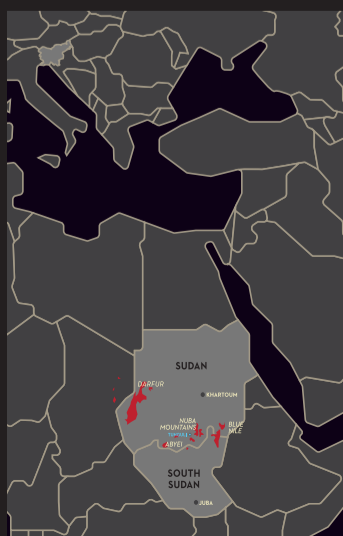 SUDAN
DARFUR
KHARTOUM
NUBA
MOUNTAINS
BLUE
NILE
ABYEI
SOUTH
SUDAN
JUBA